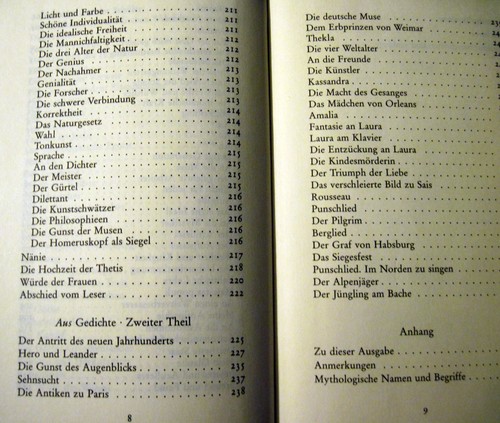 Licht und Farbe 211
Schöne Individualität 211
Die idealische Freiheit 211
Die Mannichfaltigkeit 211
Die drei Alter der Natur 211
Der Genius 212
Der Nachahmer 212
Genialität 212
Die Forscher 213
Die schwere Verbindung 213
Korrektheit 213
Das Naturgesetz 214
Wahl 214
Tonkunst 214
Sprache 215
An den Dichter 215
Der Meister 215
Der Gürtel 215
Dilettant 216
Die Kunstschwätzer 216
Die Philosophieen 216
Die Gunst der Musen 216
Der Homeruskopf als Siegel 216
Nänie 217
Die Hochzeit der Thetis 218
Würde der Frauen 220
Abschied vom Leser 222
Aus Gedichte · Zweiter Theil
Der Antritt des neuen Jahrhunderts 225
Hero und Leander 227
Die Gunst des Augenblicks 235
Sehnsucht 237
Die Antiken zu Paris 238
8
Die deutsche Muse
Dem Erbprinzen von Weimar
Thekla
Die vier Weltalter
An die Freunde
Die Künstler
Kassandra
Die Macht des Gesanges
Das Mädchen von Orleans
Amalia
Fantasie an Laura
Laura am Klavier
Die Entzückung an Laura
Die Kindesmörderin
Der Triumph der Liebe
Das verschleierte Bild zu Sais
Rousseau
Punschlied
Der Pilgrim
Berglied
Der Graf von Habsburg
Das Siegesfest
Punschlied. Im Norden zu singen
Der Alpenjäger
Der Jüngling am Bache
Anhang
Zu dieser Ausgabe
Anmerkungen
Mythologische Namen und Begriffe
9